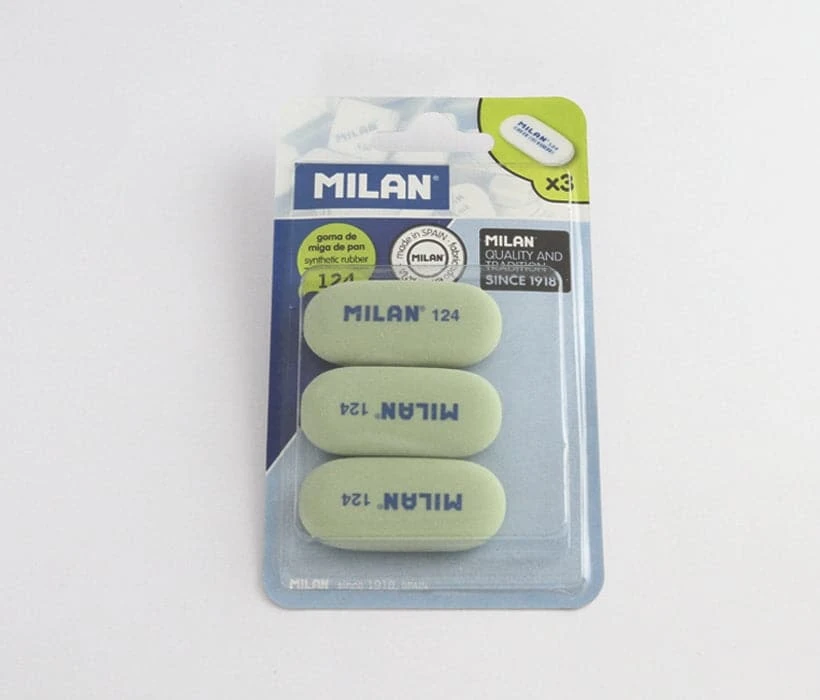 MILAN® 124
x3
MILAN®
goma de
miga de pan
synthetic rubber
124
made in SPAIN
MILAN
MILAN®
QUALITY AND
TRADITION
SINCE 1918
MILAN® 124
MILAN® 124
MILAN® 124
MILAN since 1918, SPAIN